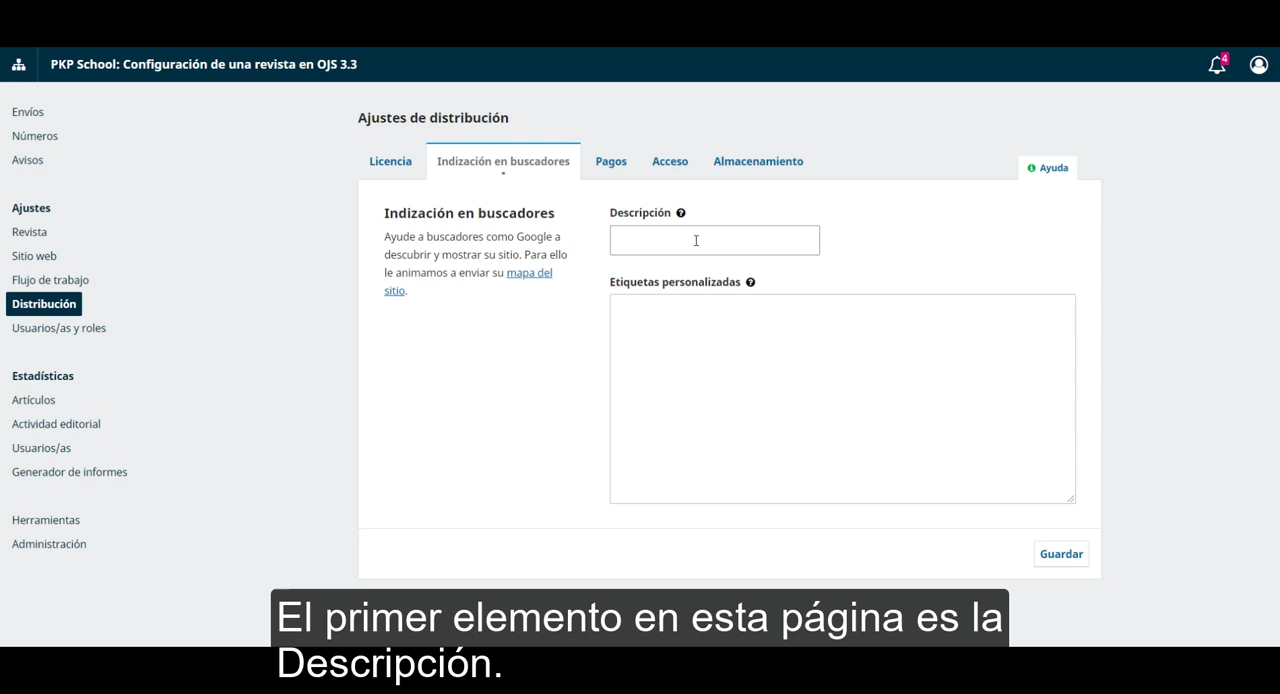 PKP School: Configuración de una revista en OJS 3.3
4
Envíos
Números
Avisos
Ajustes
Revista
Sitio web
Flujo de trabajo
Distribución
Usuarios/as y roles
Estadísticas
Artículos
Actividad editorial
Usuarios/as
Generador de informes
Herramientas
Administración
Ajustes de distribución
Licencia
Indización en buscadores
Pagos
Acceso
Almacenamiento
Ayuda
Indización en buscadores
Ayude a buscadores como Google a
descubrir y mostrar su sitio. Para ello
le animamos a enviar su mapa del
sitio.
Descripción
Etiquetas personalizadas
Guardar
El primer elemento en esta página es la
Descripción.